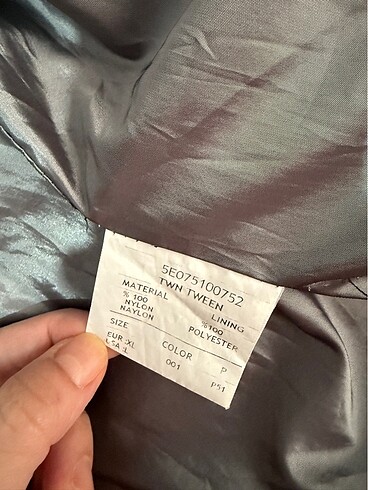 5E075100752
TWN TWEEN
MATERIAL LINING
% 100 %100
NYLON POLYESTER
NAYLON
SIZE COLOR P
EUR XL 001 P51
USA